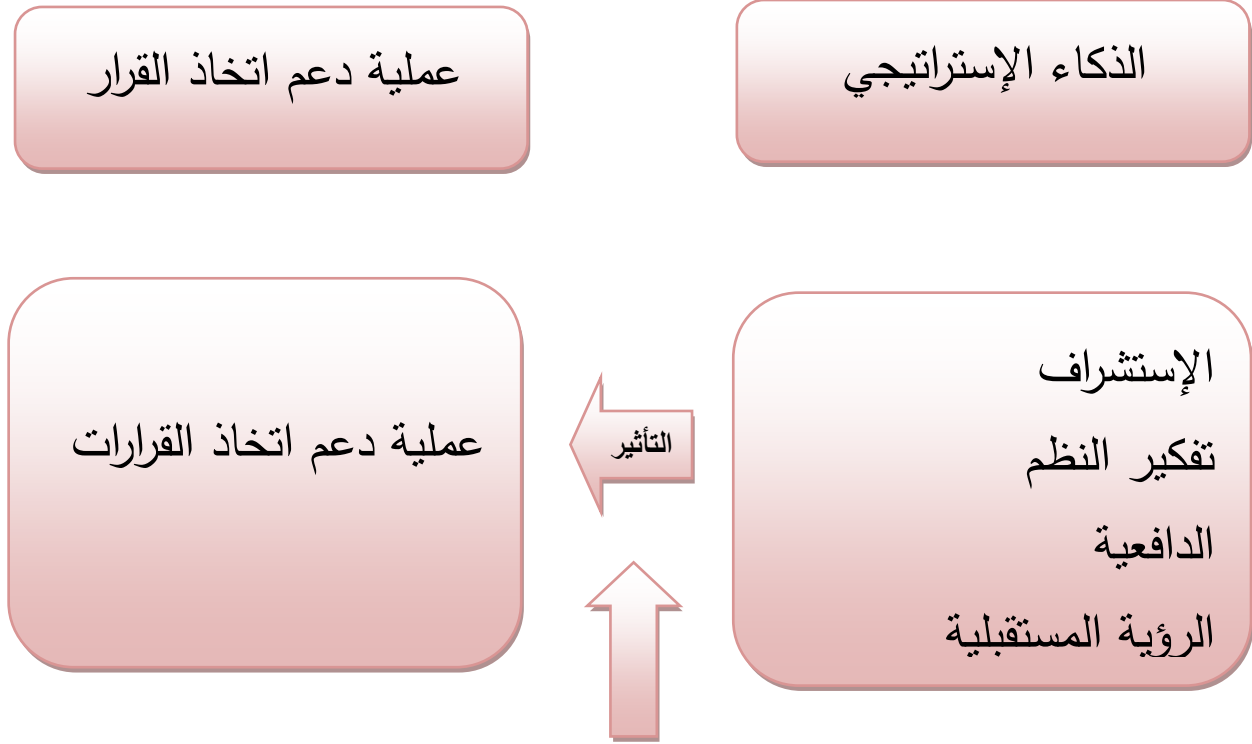 الذكاء الإستراتيجي
عملية دعم اتخاذ القرار
الإستشراف
تفكير النظم
الدافعية
الرؤية المستقبلية
التأثير
عملية دعم اتخاذ القرارات